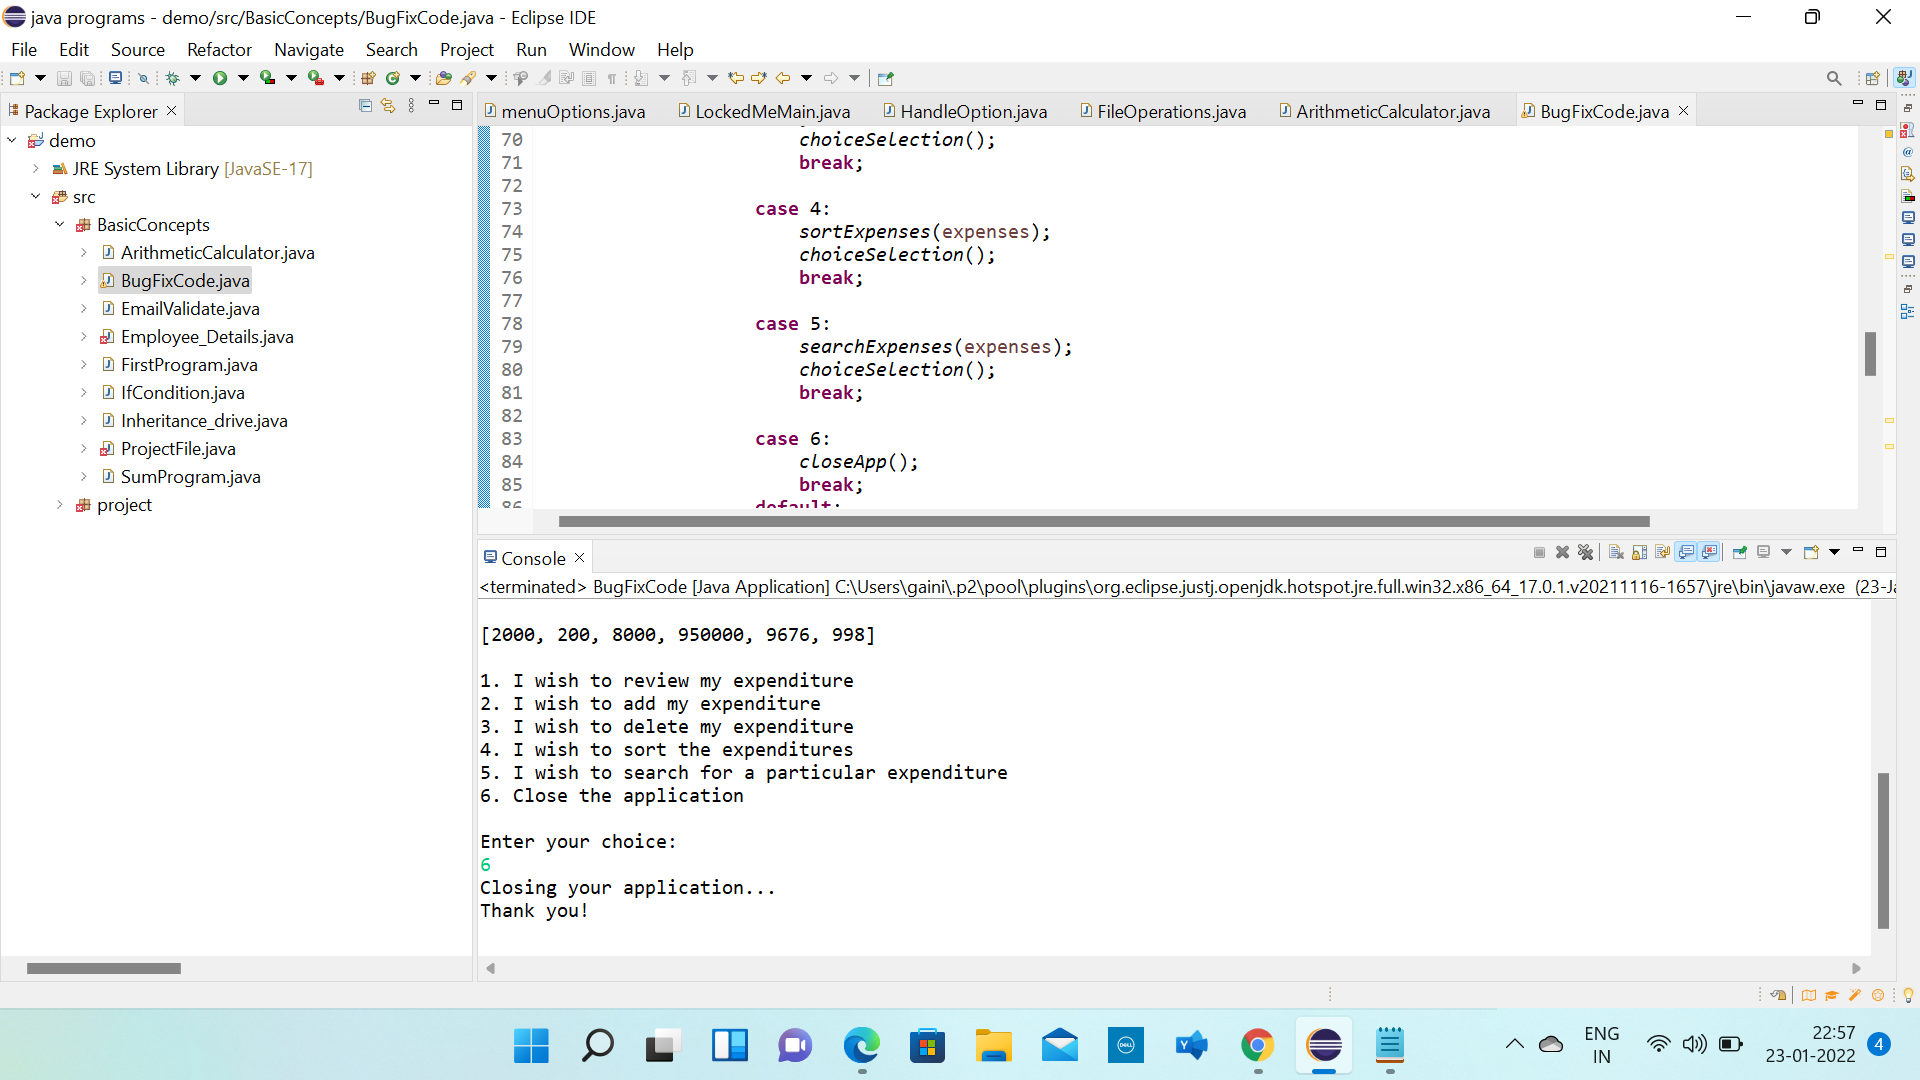 java programs - demo/src/BasicConcepts/BugFixCode.java - Eclipse IDE
File Edit Source Refactor Navigate Search Project Run Window Help
Package Explorer
demo
JRE System Library [JavaSE-17]
src
BasicConcepts
ArithmeticCalculator.java
BugFixCode.java
EmailValidate.java
Employee_Details.java
FirstProgram.java
IfCondition.java
Inheritance_drive.java
ProjectFile.java
SumProgram.java
project
menuOptions.java LockedMeMain.java HandleOption.java FileOperations.java ArithmeticCalculator.java BugFixCode.java
70 choiceSelection();
71 break;
72
73 case 4:
74 sortExpenses(expenses);
75 choiceSelection();
76 break;
77
78 case 5:
79 searchExpenses(expenses);
80 choiceSelection();
81 break;
82
83 case 6:
84 closeApp();
85 break;
86 default:
Console
<terminated> BugFixCode [Java Application] C:\Users\gaini\.p2\pool\plugins\org.eclipse.justj.openjdk.hotspot.jre.full.win32.x86_64_17.0.1.v20211116-1657\jre\bin\javaw.exe (23-Ja
[2000, 200, 8000, 950000, 9676, 998]
1. I wish to review my expenditure
2. I wish to add my expenditure
3. I wish to delete my expenditure
4. I wish to sort the expenditures
5. I wish to search for a particular expenditure
6. Close the application
Enter your choice:
6
Closing your application...
Thank you!
DELL
ENG
IN
22:57
23-01-2022
4